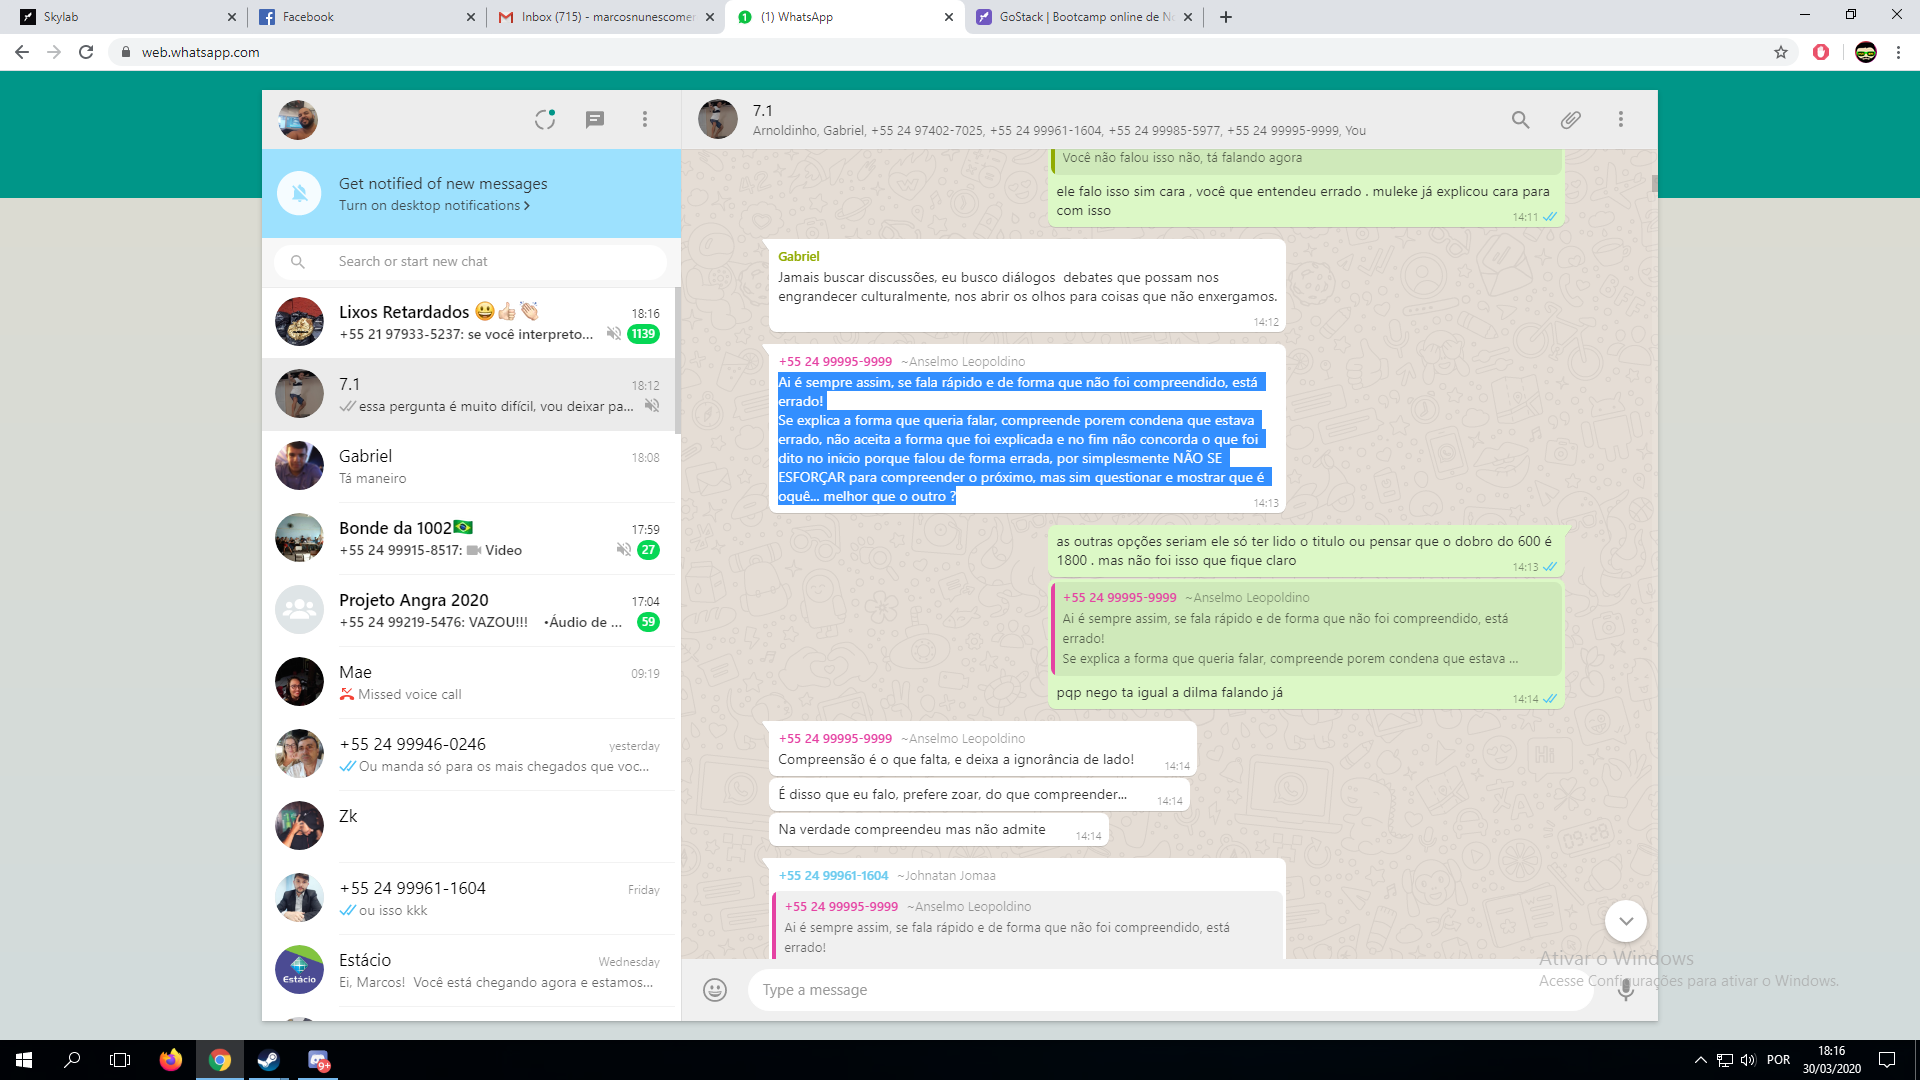 Skylab
Facebook
Inbox (715) - marcosnunescomer
(1) WhatsApp
GoStack | Bootcamp online de N
web.whatsapp.com
7.1
Arnoldinho, Gabriel, +55 24 97402-7025, +55 24 99961-1604, +55 24 99985-5977, +55 24 99995-9999, You
Get notified of new messages
Turn on desktop notifications >
Search or start new chat
Lixos Retardados 😃👍🏻👏🏻
18:16
+55 21 97933-5237: se você interpreto...
1139
7.1
18:12
essa pergunta é muito difícil, vou deixar pa...
Gabriel
18:08
Tá maneiro
Bonde da 1002🇧🇷
17:59
+55 24 99915-8517: Video
27
Projeto Angra 2020
17:04
+55 24 99219-5476: VAZOU!!! •Áudio de ...
59
Mae
09:19
Missed voice call
+55 24 99946-0246
yesterday
Ou manda só para os mais chegados que voc...
Zk
+55 24 99961-1604
Friday
ou isso kkk
Estácio
Estácio
Wednesday
Ei, Marcos! Você está chegando agora e estamos...
Você não falou isso não, tá falando agora
ele falo isso sim cara , você que entendeu errado . muleke já explicou cara para
com isso
14:11
Gabriel
Jamais buscar discussões, eu busco diálogos debates que possam nos
engrandecer culturalmente, nos abrir os olhos para coisas que não enxergamos.
14:12
+55 24 99995-9999 ~Anselmo Leopoldino
Ai é sempre assim, se fala rápido e de forma que não foi compreendido, está
errado!
Se explica a forma que queria falar, compreende porem condena que estava
errado, não aceita a forma que foi explicada e no fim não concorda o que foi
dito no inicio porque falou de forma errada, por simplesmente NÃO SE
ESFORÇAR para compreender o próximo, mas sim questionar e mostrar que é
oquê... melhor que o outro ?
14:13
as outras opções seriam ele só ter lido o titulo ou pensar que o dobro do 600 é
1800 . mas não foi isso que fique claro
14:13
+55 24 99995-9999 ~Anselmo Leopoldino
Ai é sempre assim, se fala rápido e de forma que não foi compreendido, está
errado!
Se explica a forma que queria falar, compreende porem condena que estava ...
pqp nego ta igual a dilma falando já
14:14
+55 24 99995-9999 ~Anselmo Leopoldino
Compreensão é o que falta, e deixa a ignorância de lado!
14:14
É disso que eu falo, prefere zoar, do que compreender...
14:14
Na verdade compreendeu mas não admite
14:14
+55 24 99961-1604 ~Johnatan Jomaa
+55 24 99995-9999 ~Anselmo Leopoldino
Ai é sempre assim, se fala rápido e de forma que não foi compreendido, está
errado!
Type a message
Ativar o Windows
Acesse Configurações para ativar o Windows.
9+
POR
18:16
30/03/2020